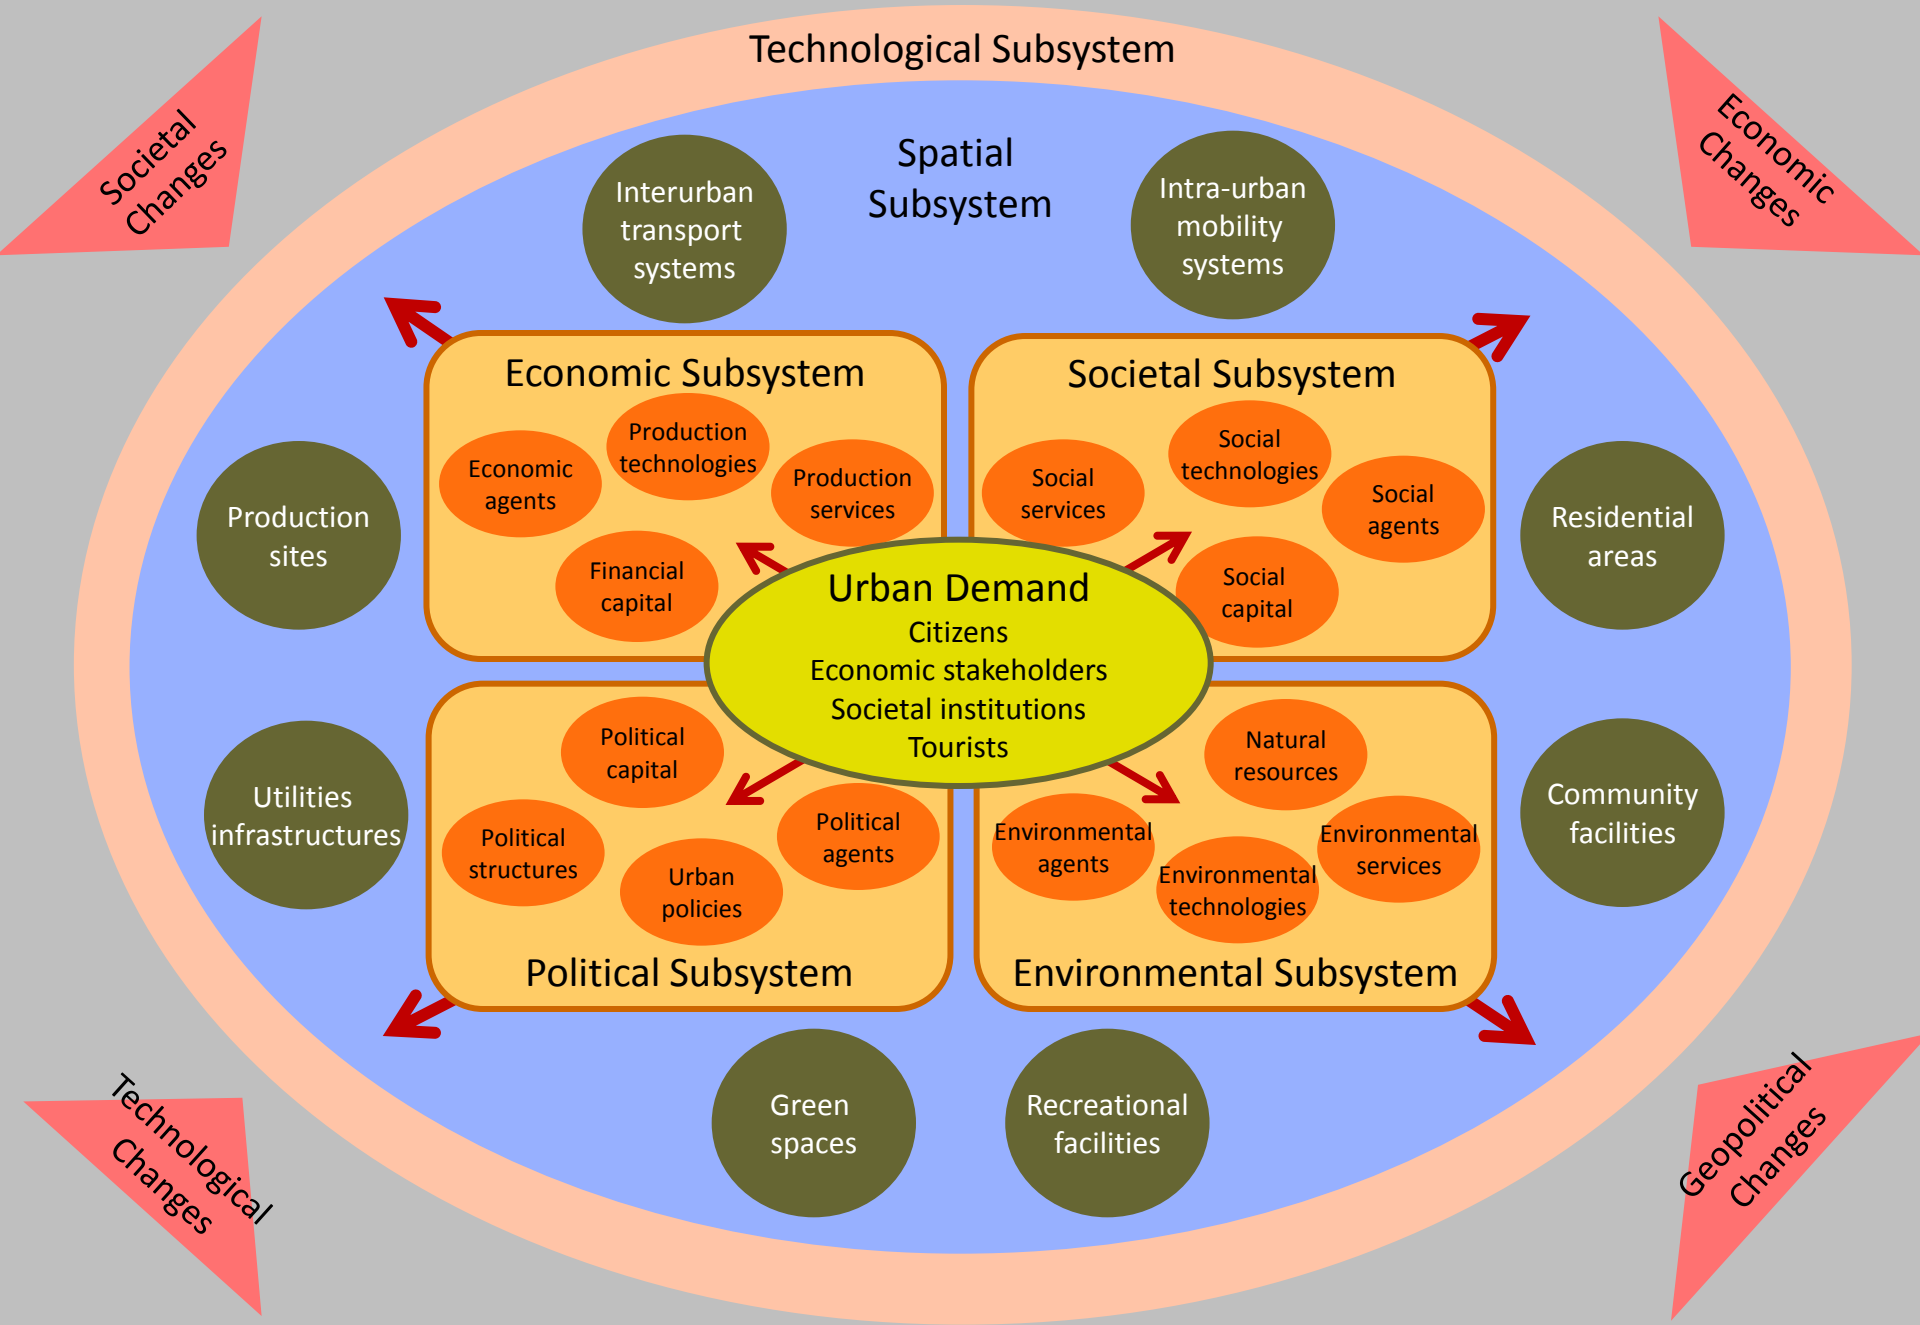 Technological Subsystem
Societal
Changes
Economic
Changes
Spatial
Subsystem
Interurban
transport
systems
Intra-urban
mobility
systems
Economic Subsystem
Production
technologies
Economic
agents
Production
services
Financial
capital
Societal Subsystem
Social
technologies
Social
services
Social
agents
Social
capital
Production
sites
Residential
areas
Urban Demand
Citizens
Economic stakeholders
Societal institutions
Tourists
Utilities
infrastructures
Political
capital
Political
structures
Political
agents
Urban
policies
Political Subsystem
Natural
resources
Environmental
agents
Environmental
services
Environmental
technologies
Environmental Subsystem
Community
facilities
Green
spaces
Recreational
facilities
Technological
Changes
Geopolitical
Changes